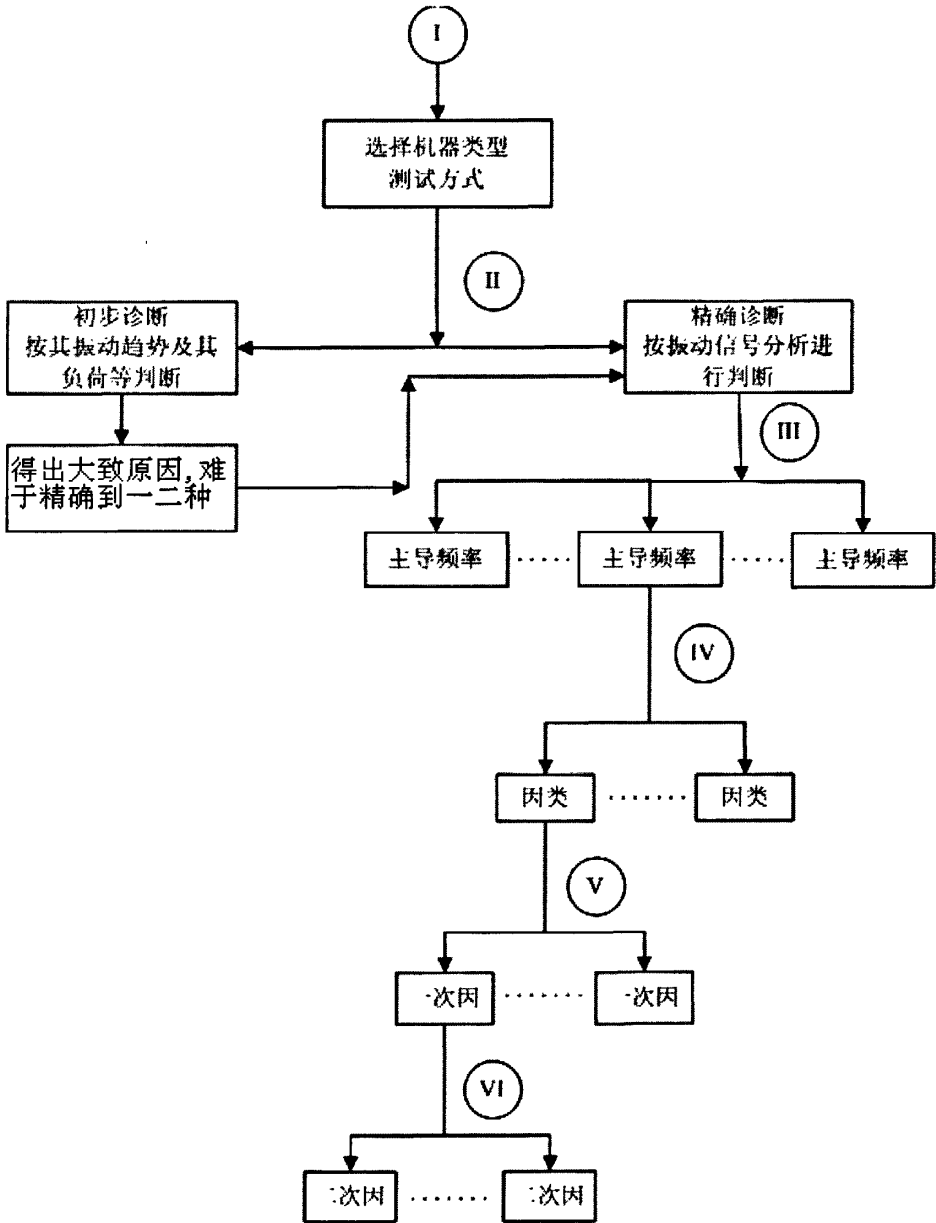 I
选择机器类型
测试方式
II
初步诊断
按其振动趋势及其
负荷等判断
精确诊断
按振动信号分析进
行判断
III
得出大致原因,难
于精确到一二种
主导频率
主导频率
主导频率
IV
因类
因类
V
一次因
一次因
VI
二次因
二次因